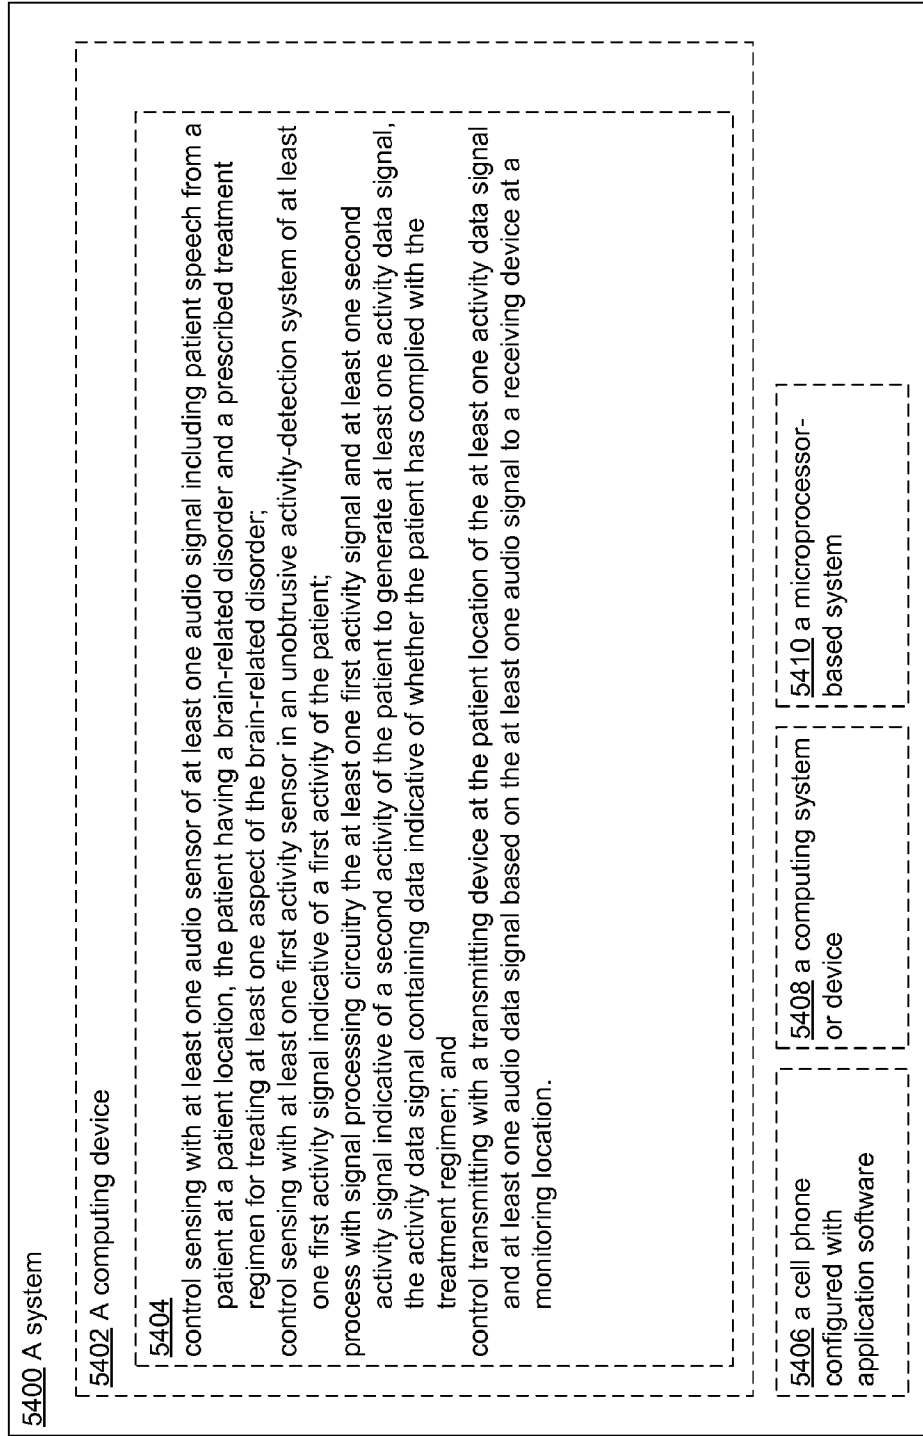 5400 A system
5402 A computing device
5404
control sensing with at least one audio sensor of at least one audio signal including patient speech from a
patient at a patient location, the patient having a brain-related disorder and a prescribed treatment
regimen for treating at least one aspect of the brain-related disorder;
control sensing with at least one first activity sensor in an unobtrusive activity-detection system of at least
one first activity signal indicative of a first activity of the patient;
process with signal processing circuitry the at least one first activity signal and at least one second
activity signal indicative of a second activity of the patient to generate at least one activity data signal,
the activity data signal containing data indicative of whether the patient has complied with the
treatment regimen; and
control transmitting with a transmitting device at the patient location of the at least one activity data signal
and at least one audio data signal based on the at least one audio signal to a receiving device at a
monitoring location.
5406 a cell phone
configured with
application software
5408 a computing system
or device
5410 a microprocessor-
based system